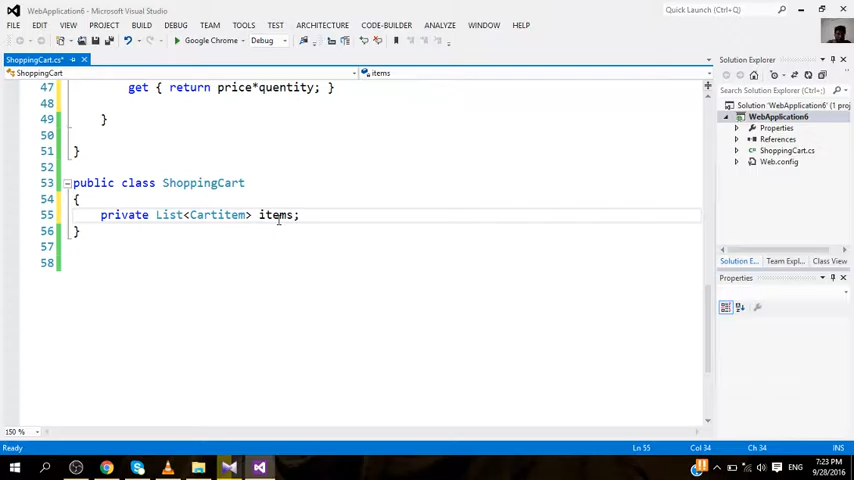 WebApplication6 - Microsoft Visual Studio
Quick Launch (Ctrl+Q)
FILE EDIT VIEW PROJECT BUILD DEBUG TEAM TOOLS TEST ARCHITECTURE CODE-BUILDER ANALYZE WINDOW HELP
Google Chrome Debug
ShoppingCart.cs*
Solution Explorer
ShoppingCart items
47 get { return price*quentity; }
48
49 }
50
51 }
52
53 public class ShoppingCart
54 {
55 private List<Cartitem> items;
56 }
57
58
Search Solution Explorer (Ctrl+;)
Solution 'WebApplication6' (1 proj
WebApplication6
Properties
References
ShoppingCart.cs
Web.config
Solution E... Team Expl... Class View
Properties
150 %
Ready Ln 55 Col 34 Ch 34 INS
ENG 7:23 PM
9/28/2016